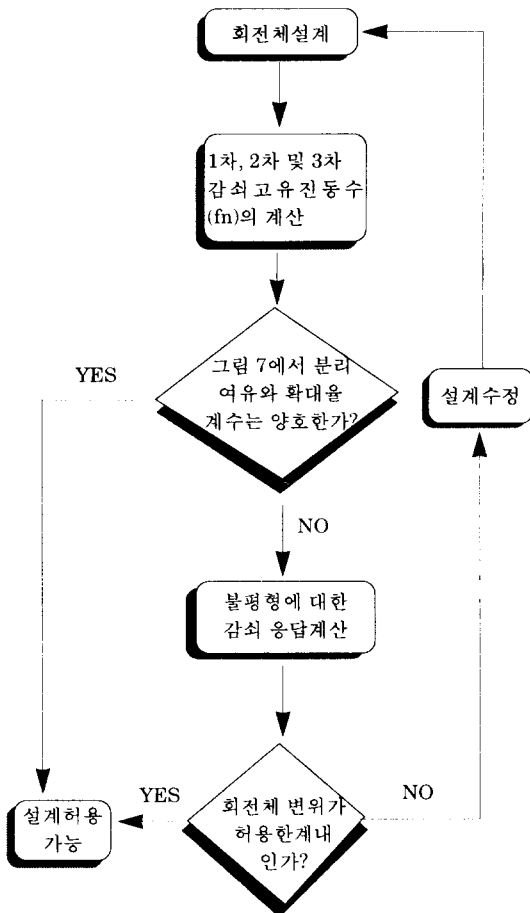 회전체설계
1차, 2차 및 3차
감쇠고유진동수
(fn)의 계산
YES
그림 7에서 분리
여유와 확대율
계수는 양호한가?
설계수정
NO
불평형에 대한
감쇠 응답계산
설계허용
가능
YES
회전체 변위가
허용한계내
인가?
NO